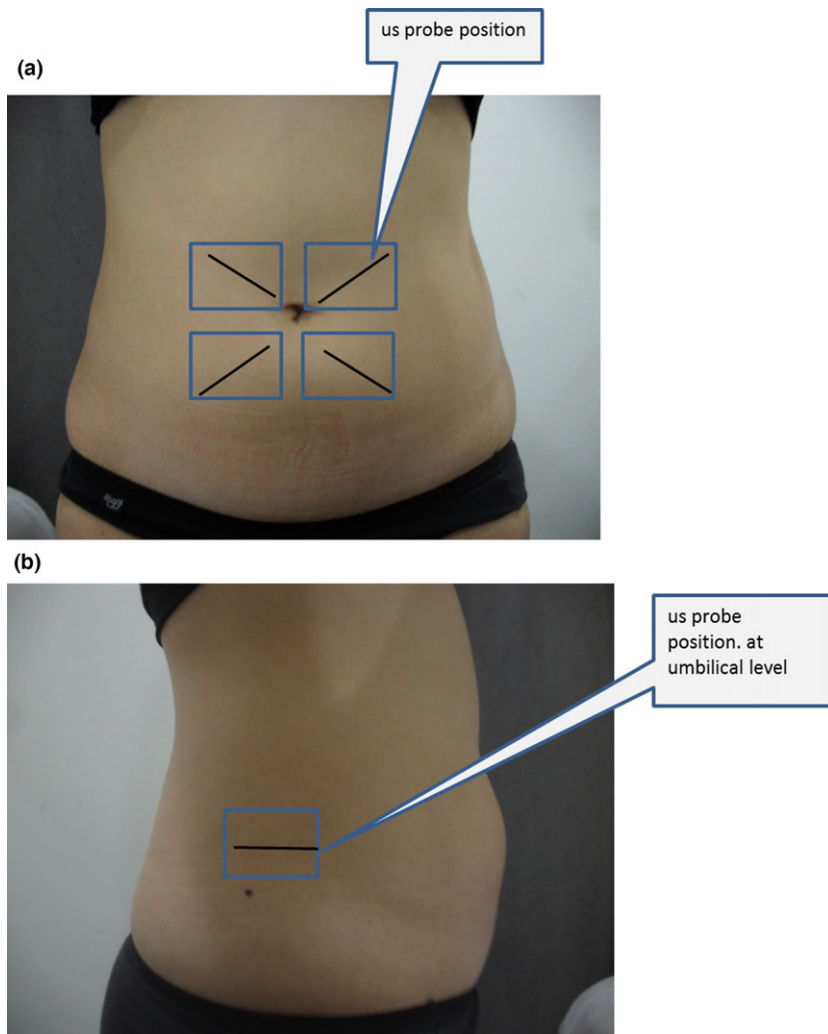 us probe position
(a)
(b)
us probe
position. at
umbilical level